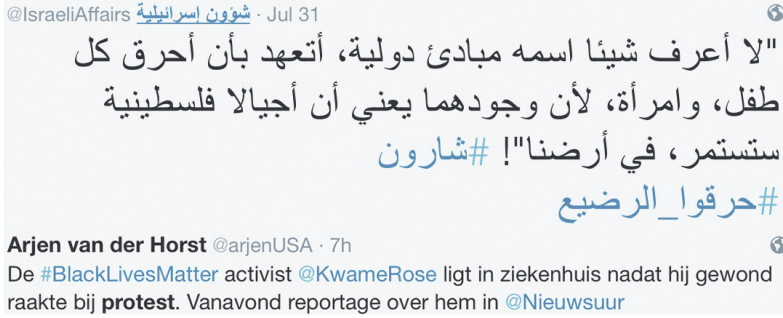 @IsraeliAffairs شؤون إسرائيلية · Jul 31
"لا أعرف شيئا اسمه مبادئ دولية، أتعهد بأن أحرق كل
طفل، وامرأة، لأن وجودهما يعني أن أجيالا فلسطينية
ستستمر، في أرضنا"! #شارون
#حرقوا_الرضيع
Arjen van der Horst @arjenUSA · 7h
De #BlackLivesMatter activist @KwameRose ligt in ziekenhuis nadat hij gewond
raakte bij protest. Vanavond reportage over hem in @Nieuwsuur